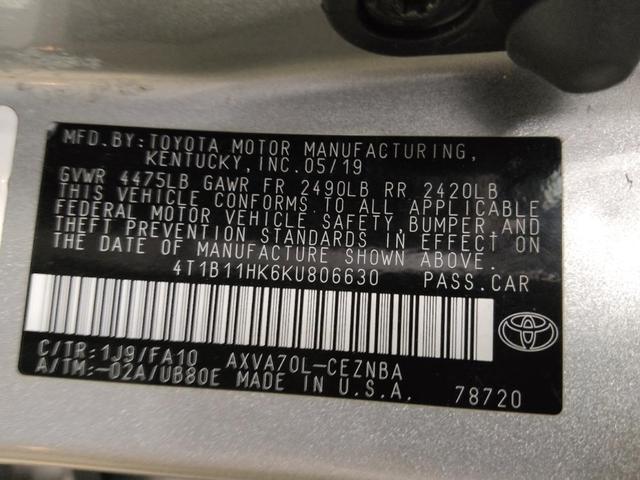 MFD.BY:TOYOTA MOTOR MANUFACTURING,
KENTUCKY,INC.05/19
GVWR 4475LB GAWR FR 2490LB RR 2420LB
THIS VEHICLE CONFORMS TO ALL APPLICABLE
FEDERAL MOTOR VEHICLE SAFETY,BUMPER,AND
THEFT PREVENTION STANDARDS IN EFFECT ON
THE DATE OF MANUFACTURE SHOWN ABOVE.
4T1B11HK6KU806630 PASS.CAR
C/TR:1J9/FA10 AXVA70L-CEZNBA
A/TM:-02A/UB80E MADE IN U.S.A.
78720